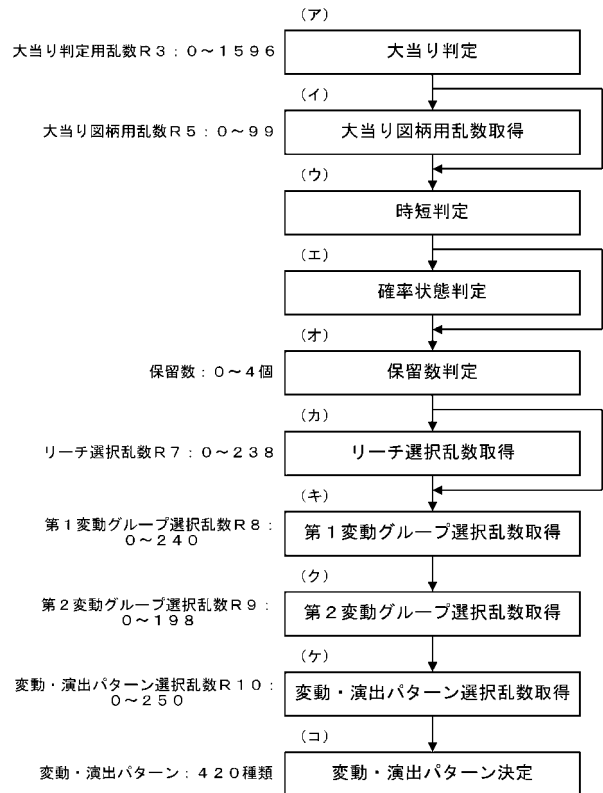 (ア)
大当り判定用乱数R3:0~1596
大当り判定
(イ)
大当り図柄用乱数R5:0~99
大当り図柄用乱数取得
(ウ)
時短判定
(エ)
確率状態判定
(オ)
保留数:0~4個
保留数判定
(カ)
リーチ選択乱数R7:0~238
リーチ選択乱数取得
(キ)
第1変動グループ選択乱数R8:
0~240
第1変動グループ選択乱数取得
(ク)
第2変動グループ選択乱数R9:
0~198
第2変動グループ選択乱数取得
(ケ)
変動・演出パターン選択乱数R10:
0~250
変動・演出パターン選択乱数取得
(コ)
変動・演出パターン:420種類
変動・演出パターン決定